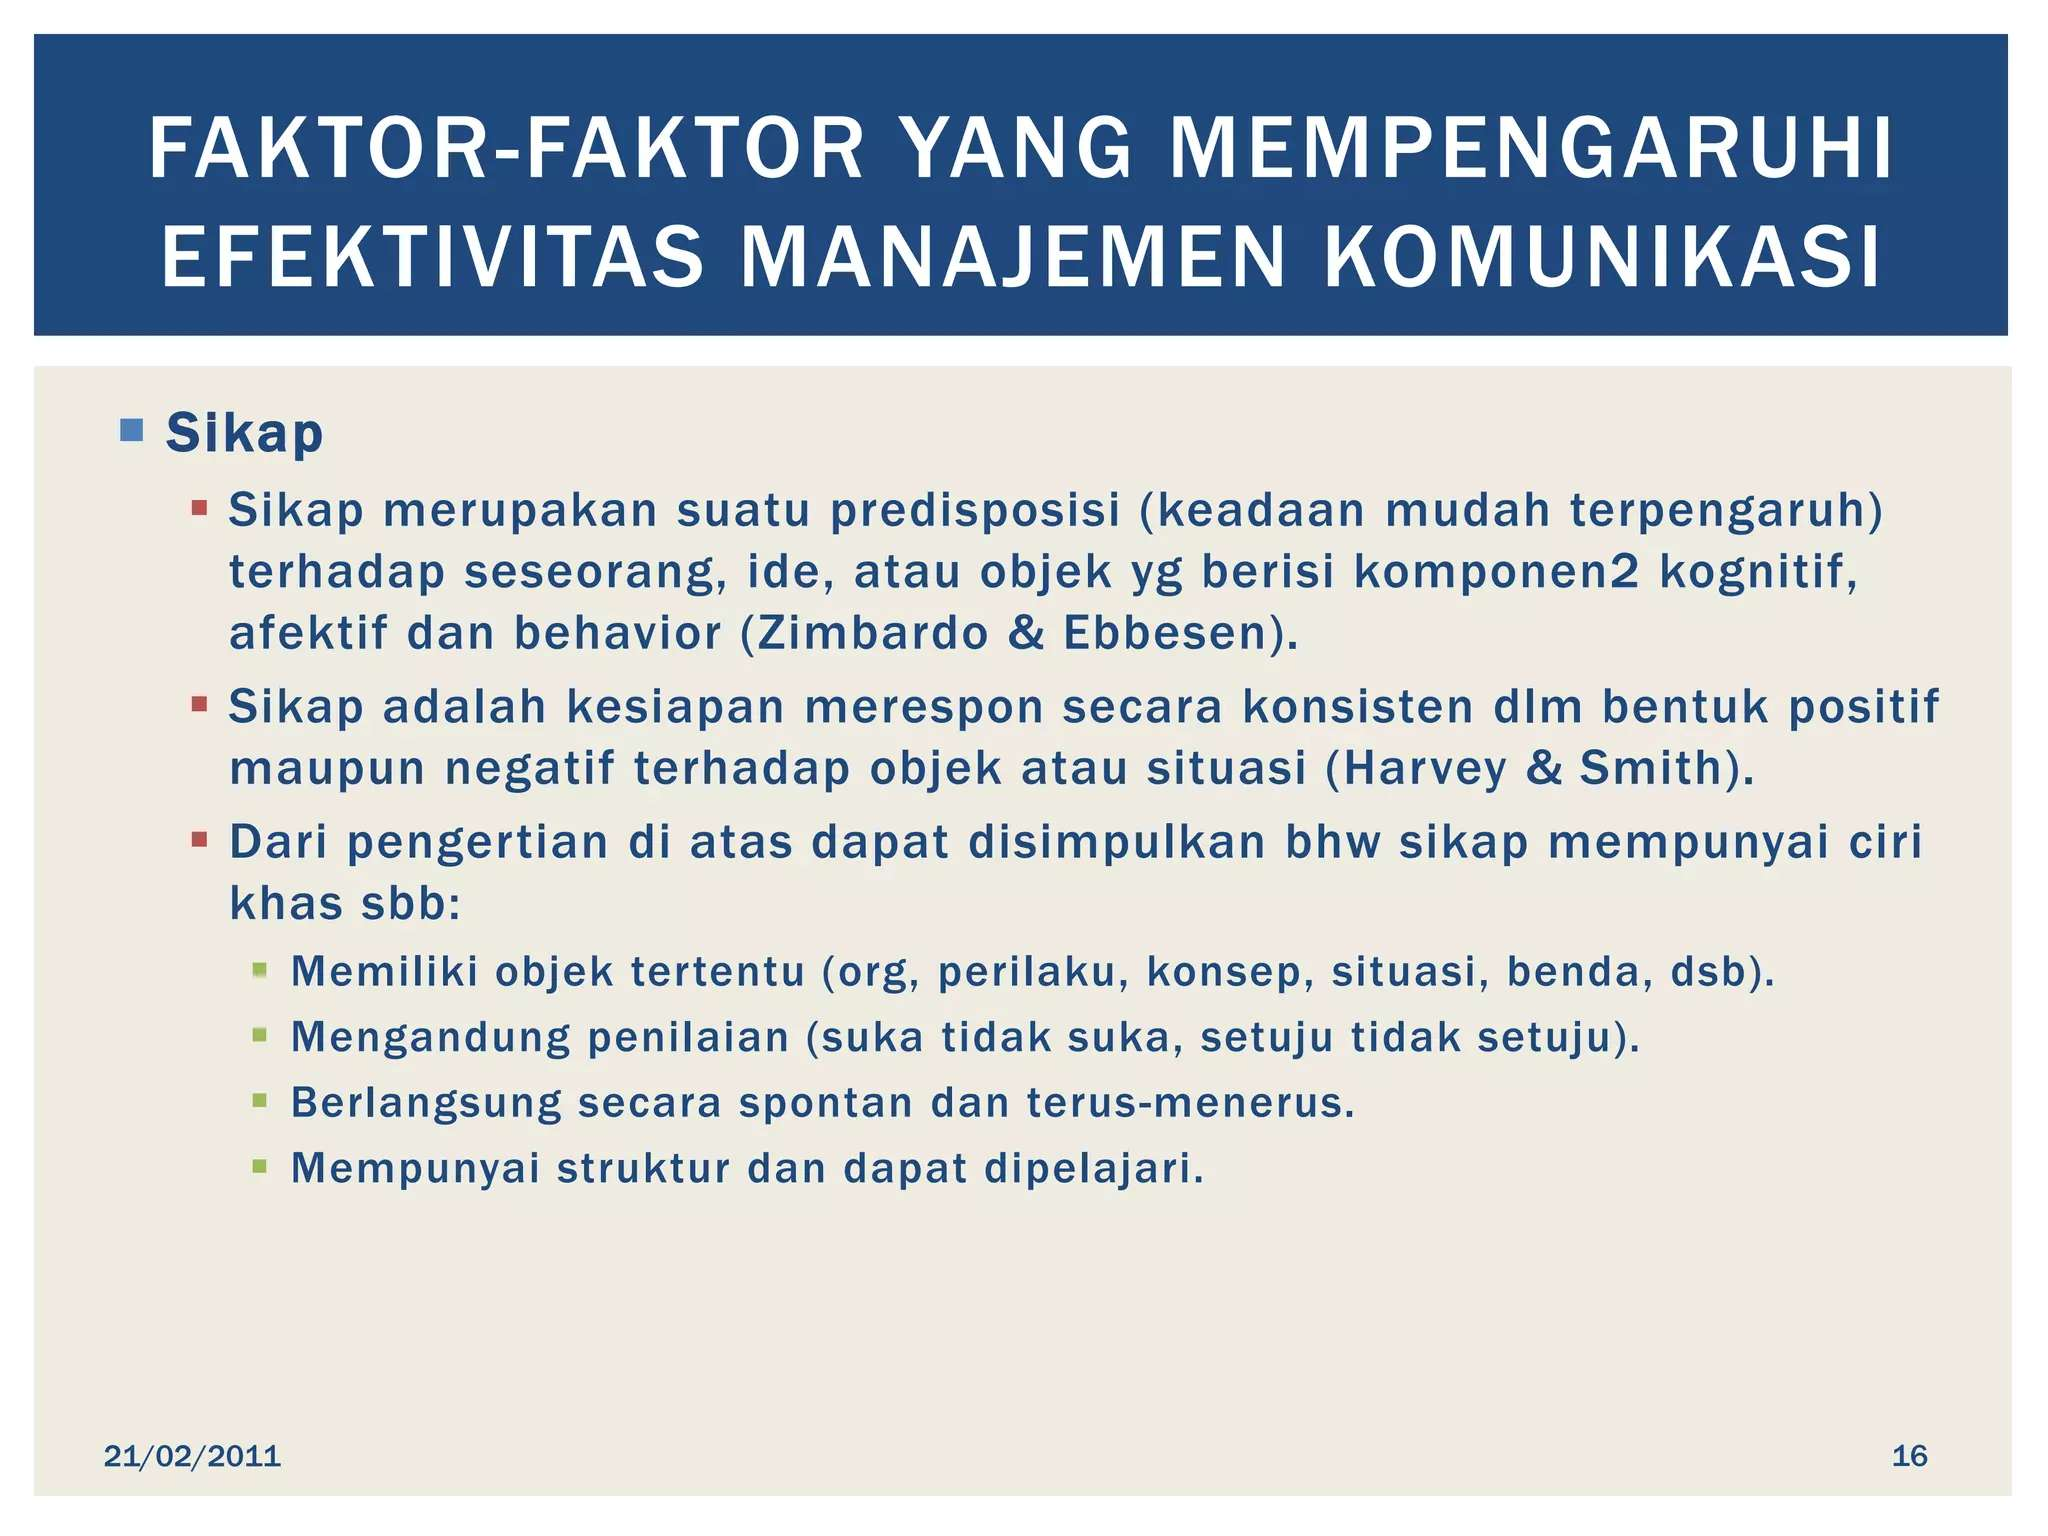 FAKTOR-FAKTOR YANG MEMPENGARUHI
EFEKTIVITAS MANAJEMEN KOMUNIKASI
Sikap
Sikap merupakan suatu predisposisi (keadaan mudah terpengaruh)
terhadap seseorang, ide, atau objek yg berisi komponen2 kognitif,
afektif dan behavior (Zimbardo & Ebbesen).
Sikap adalah kesiapan merespon secara konsisten dlm bentuk positif
maupun negatif terhadap objek atau situasi (Harvey & Smith).
Dari pengertian di atas dapat disimpulkan bhw sikap mempunyai ciri
khas sbb:
Memiliki objek tertentu (org, perilaku, konsep, situasi, benda, dsb).
Mengandung penilaian (suka tidak suka, setuju tidak setuju).
Berlangsung secara spontan dan terus-menerus.
Mempunyai struktur dan dapat dipelajari.
21/02/2011
16